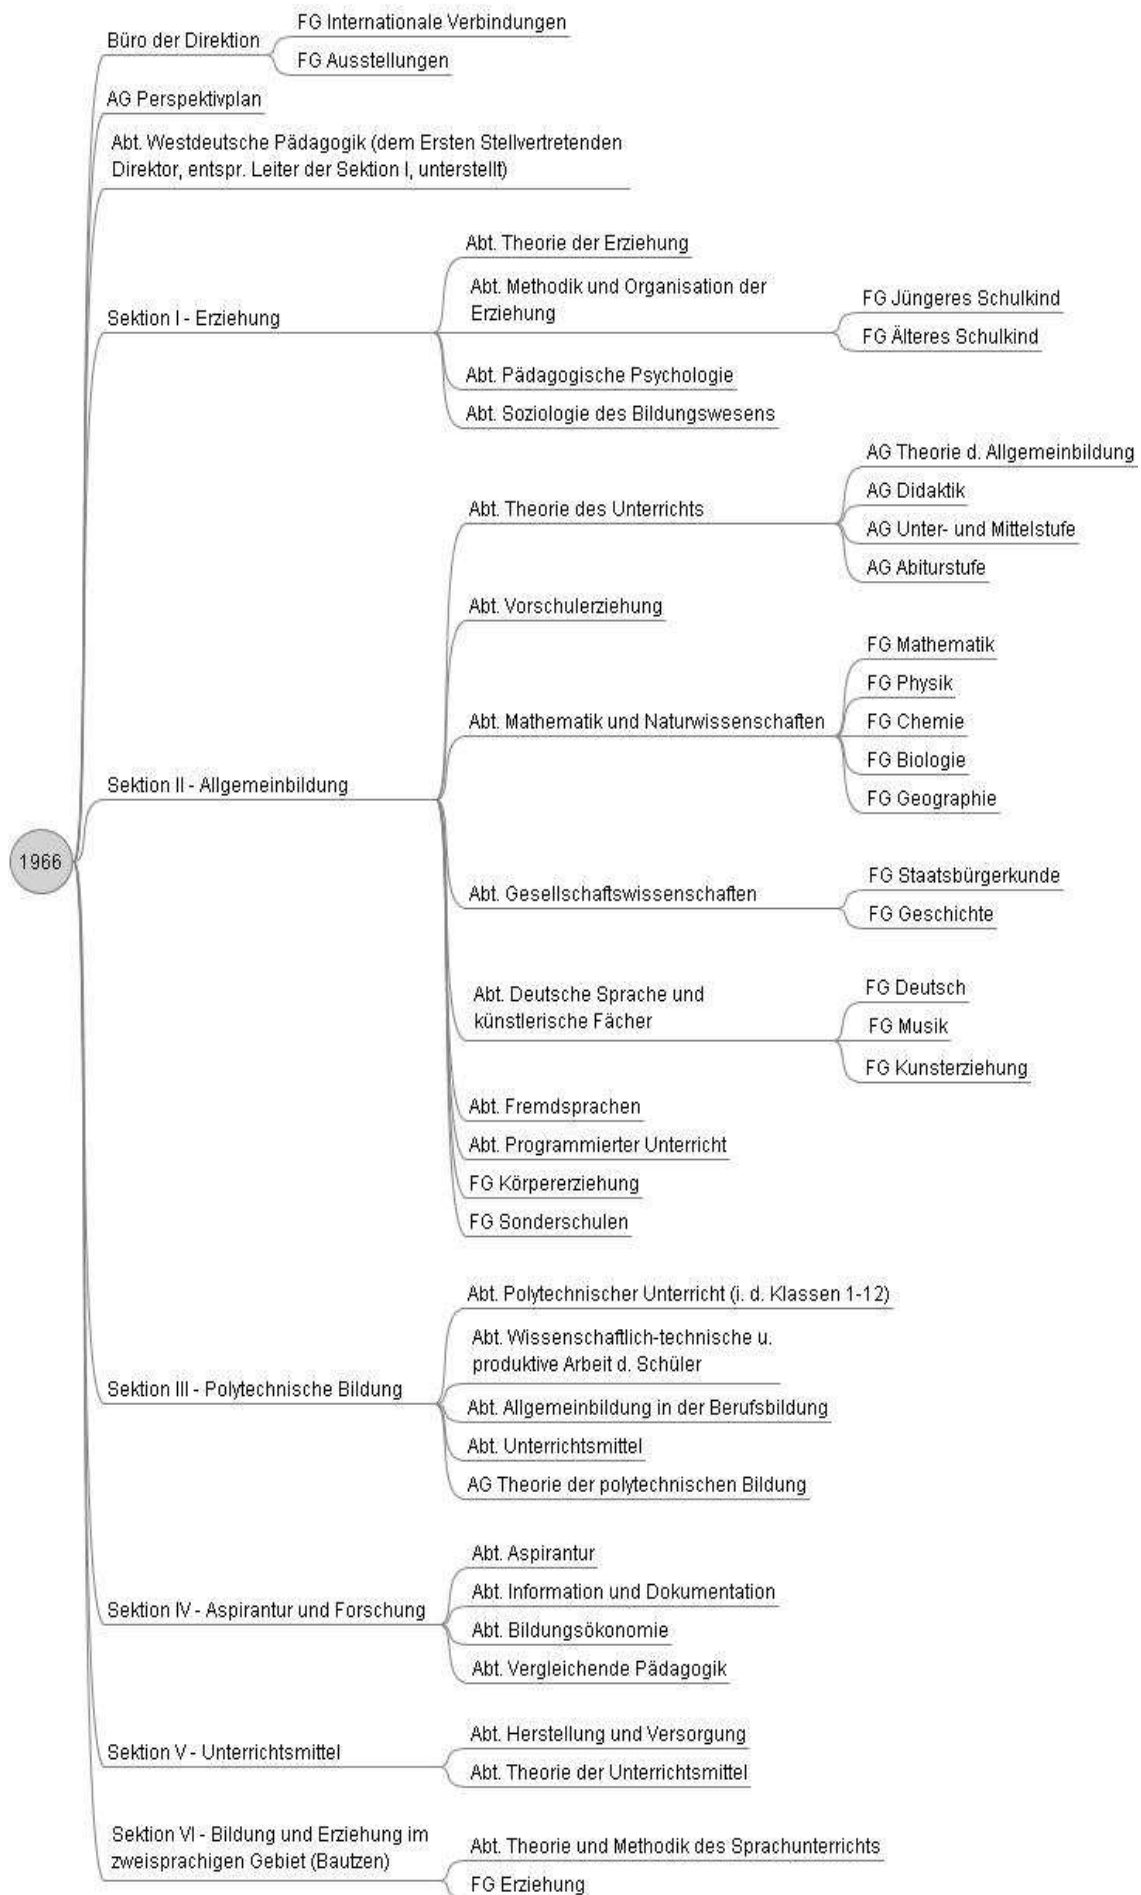 1966
Büro der Direktion
FG Internationale Verbindungen
FG Ausstellungen
AG Perspektivplan
Abt. Westdeutsche Pädagogik (dem Ersten Stellvertretenden
Direktor, entspr. Leiter der Sektion I, unterstellt)
Sektion I - Erziehung
Abt. Theorie der Erziehung
Abt. Methodik und Organisation der
Erziehung
FG Jüngeres Schulkind
FG Älteres Schulkind
Abt. Pädagogische Psychologie
Abt. Soziologie des Bildungswesens
Sektion II - Allgemeinbildung
Abt. Theorie des Unterrichts
AG Theorie d. Allgemeinbildung
AG Didaktik
AG Unter- und Mittelstufe
AG Abiturstufe
Abt. Vorschulerziehung
Abt. Mathematik und Naturwissenschaften
FG Mathematik
FG Physik
FG Chemie
FG Biologie
FG Geographie
Abt. Gesellschaftswissenschaften
FG Staatsbürgerkunde
FG Geschichte
Abt. Deutsche Sprache und
künstlerische Fächer
FG Deutsch
FG Musik
FG Kunsterziehung
Abt. Fremdsprachen
Abt. Programmierter Unterricht
FG Körpererziehung
FG Sonderschulen
Sektion III - Polytechnische Bildung
Abt. Polytechnischer Unterricht (i. d. Klassen 1-12)
Abt. Wissenschaftlich-technische u.
produktive Arbeit d. Schüler
Abt. Allgemeinbildung in der Berufsbildung
Abt. Unterrichtsmittel
AG Theorie der polytechnischen Bildung
Sektion IV - Aspirantur und Forschung
Abt. Aspirantur
Abt. Information und Dokumentation
Abt. Bildungsökonomie
Abt. Vergleichende Pädagogik
Sektion V - Unterrichtsmittel
Abt. Herstellung und Versorgung
Abt. Theorie der Unterrichtsmittel
Sektion VI - Bildung und Erziehung im
zweisprachigen Gebiet (Bautzen)
Abt. Theorie und Methodik des Sprachunterrichts
FG Erziehung